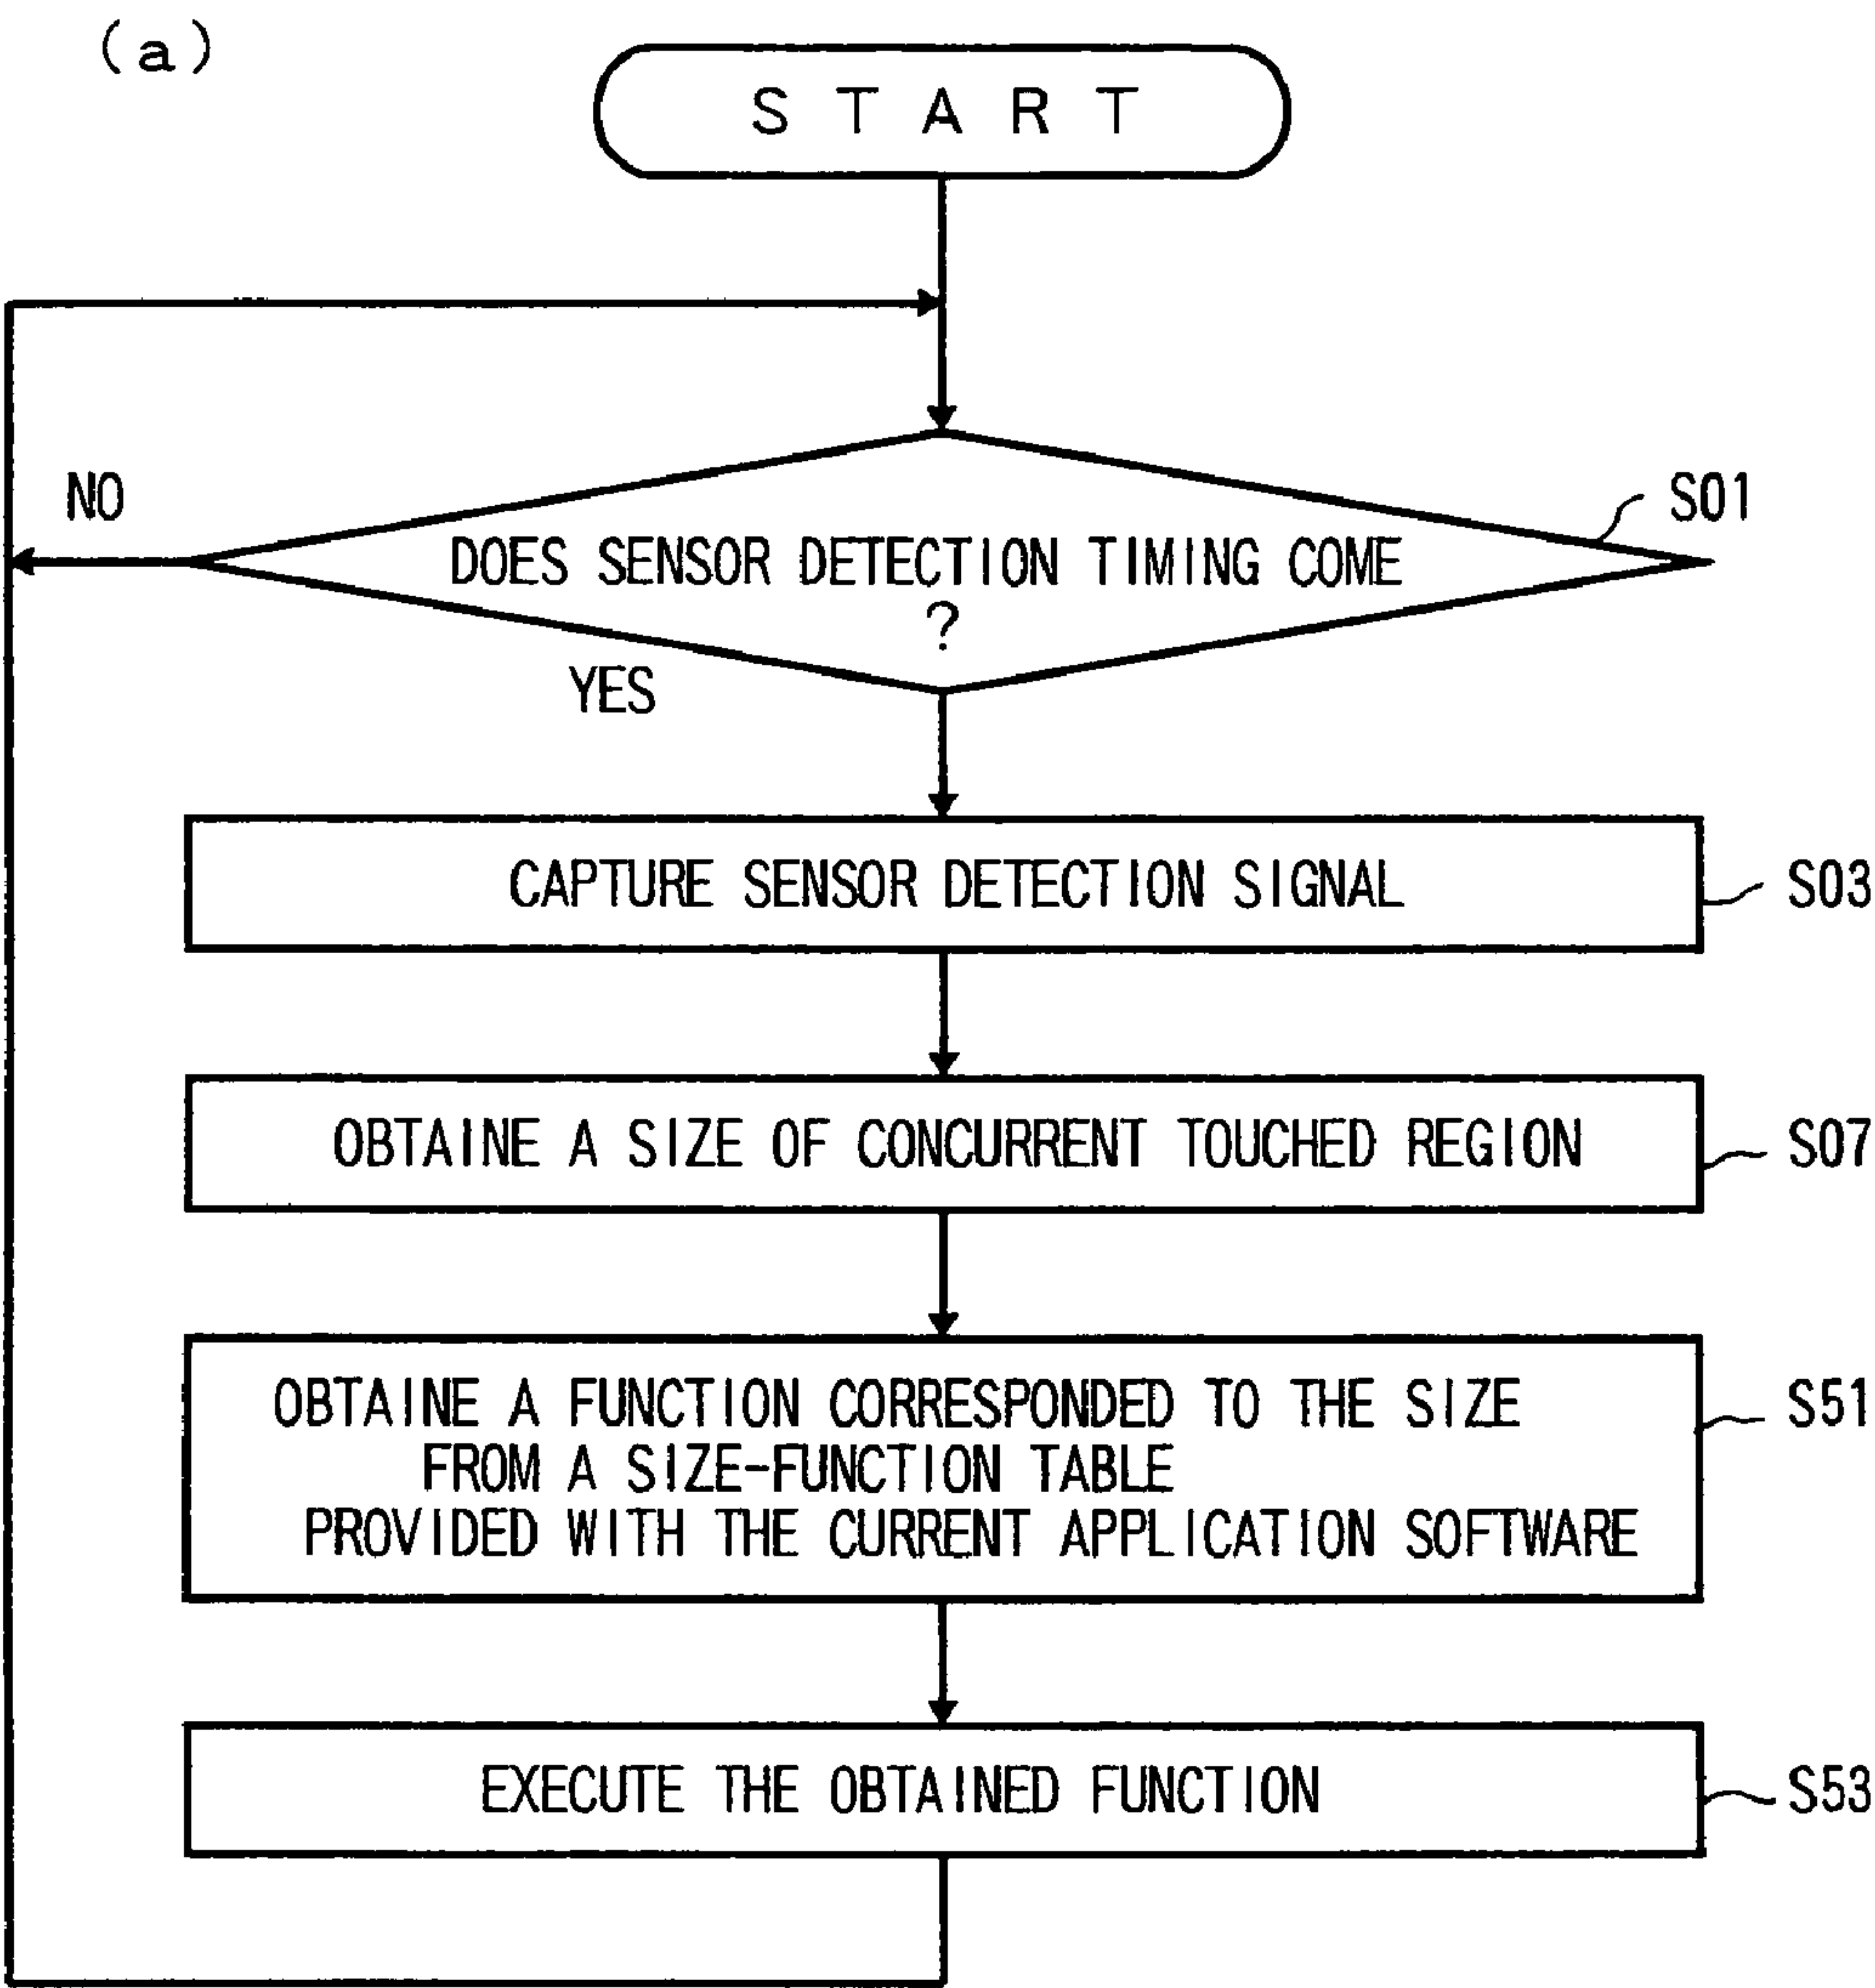 (a)
START
NO
S01
DOES SENSOR DETECTION TIMING COME
?
YES
CAPTURE SENSOR DETECTION SIGNAL
S03
OBTAINE A SIZE OF CONCURRENT TOUCHED REGION
S07
OBTAINE A FUNCTION CORRESPONDED TO THE SIZE
S51
FROM A SIZE-FUNCTION TABLE
PROVIDED WITH THE CURRENT APPLICATION SOFTWARE
EXECUTE THE OBTAINED FUNCTION
S53